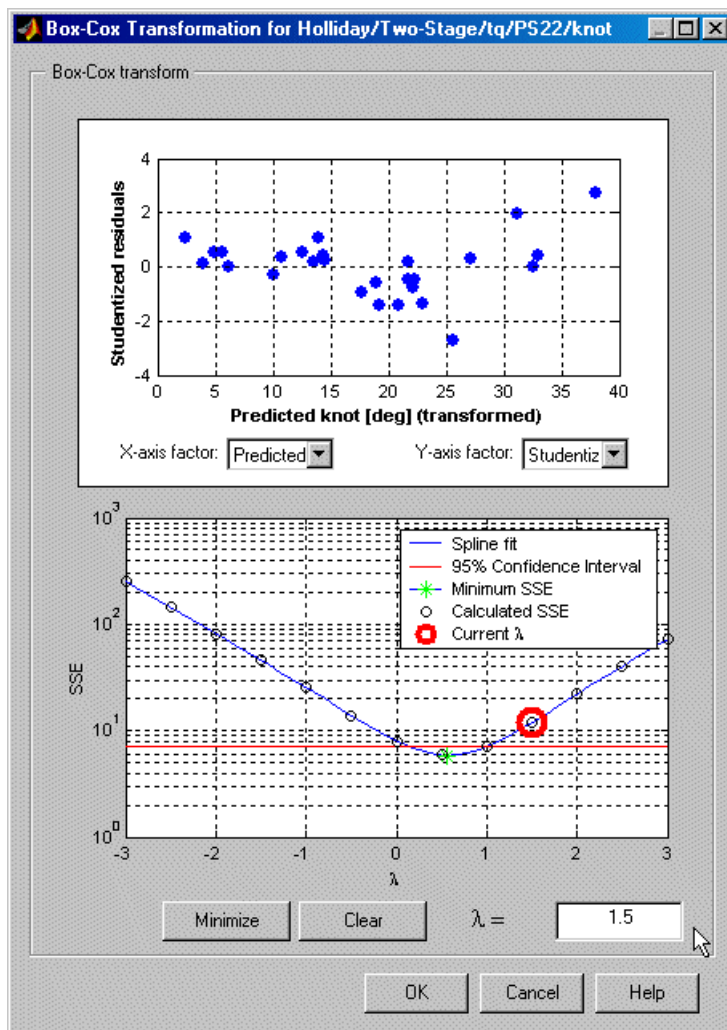 Box-Cox Transformation for Holliday/Two-Stage/tq/PS22/knot
Box-Cox transform
4
2
0
-2
-4
Studentized residuals
0 5 10 15 20 25 30 35 40
Predicted knot [deg] (transformed)
X-axis factor: Predicted Y-axis factor: Studentiz
10^3
10^2
10^1
10^0
SSE
Spline fit
95% Confidence Interval
Minimum SSE
Calculated SSE
Current λ
-3 -2 -1 0 1 2 3
λ
Minimize Clear λ = 1.5
OK Cancel Help